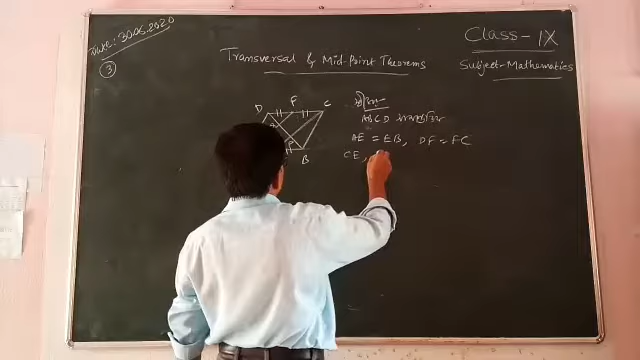 Date: 30.06.2020
Class-IX
③
Transversal & Mid-Point Theorems
Subject-Mathematics
D F C
B
ABCD
AE = EB, DF = FC
CE,